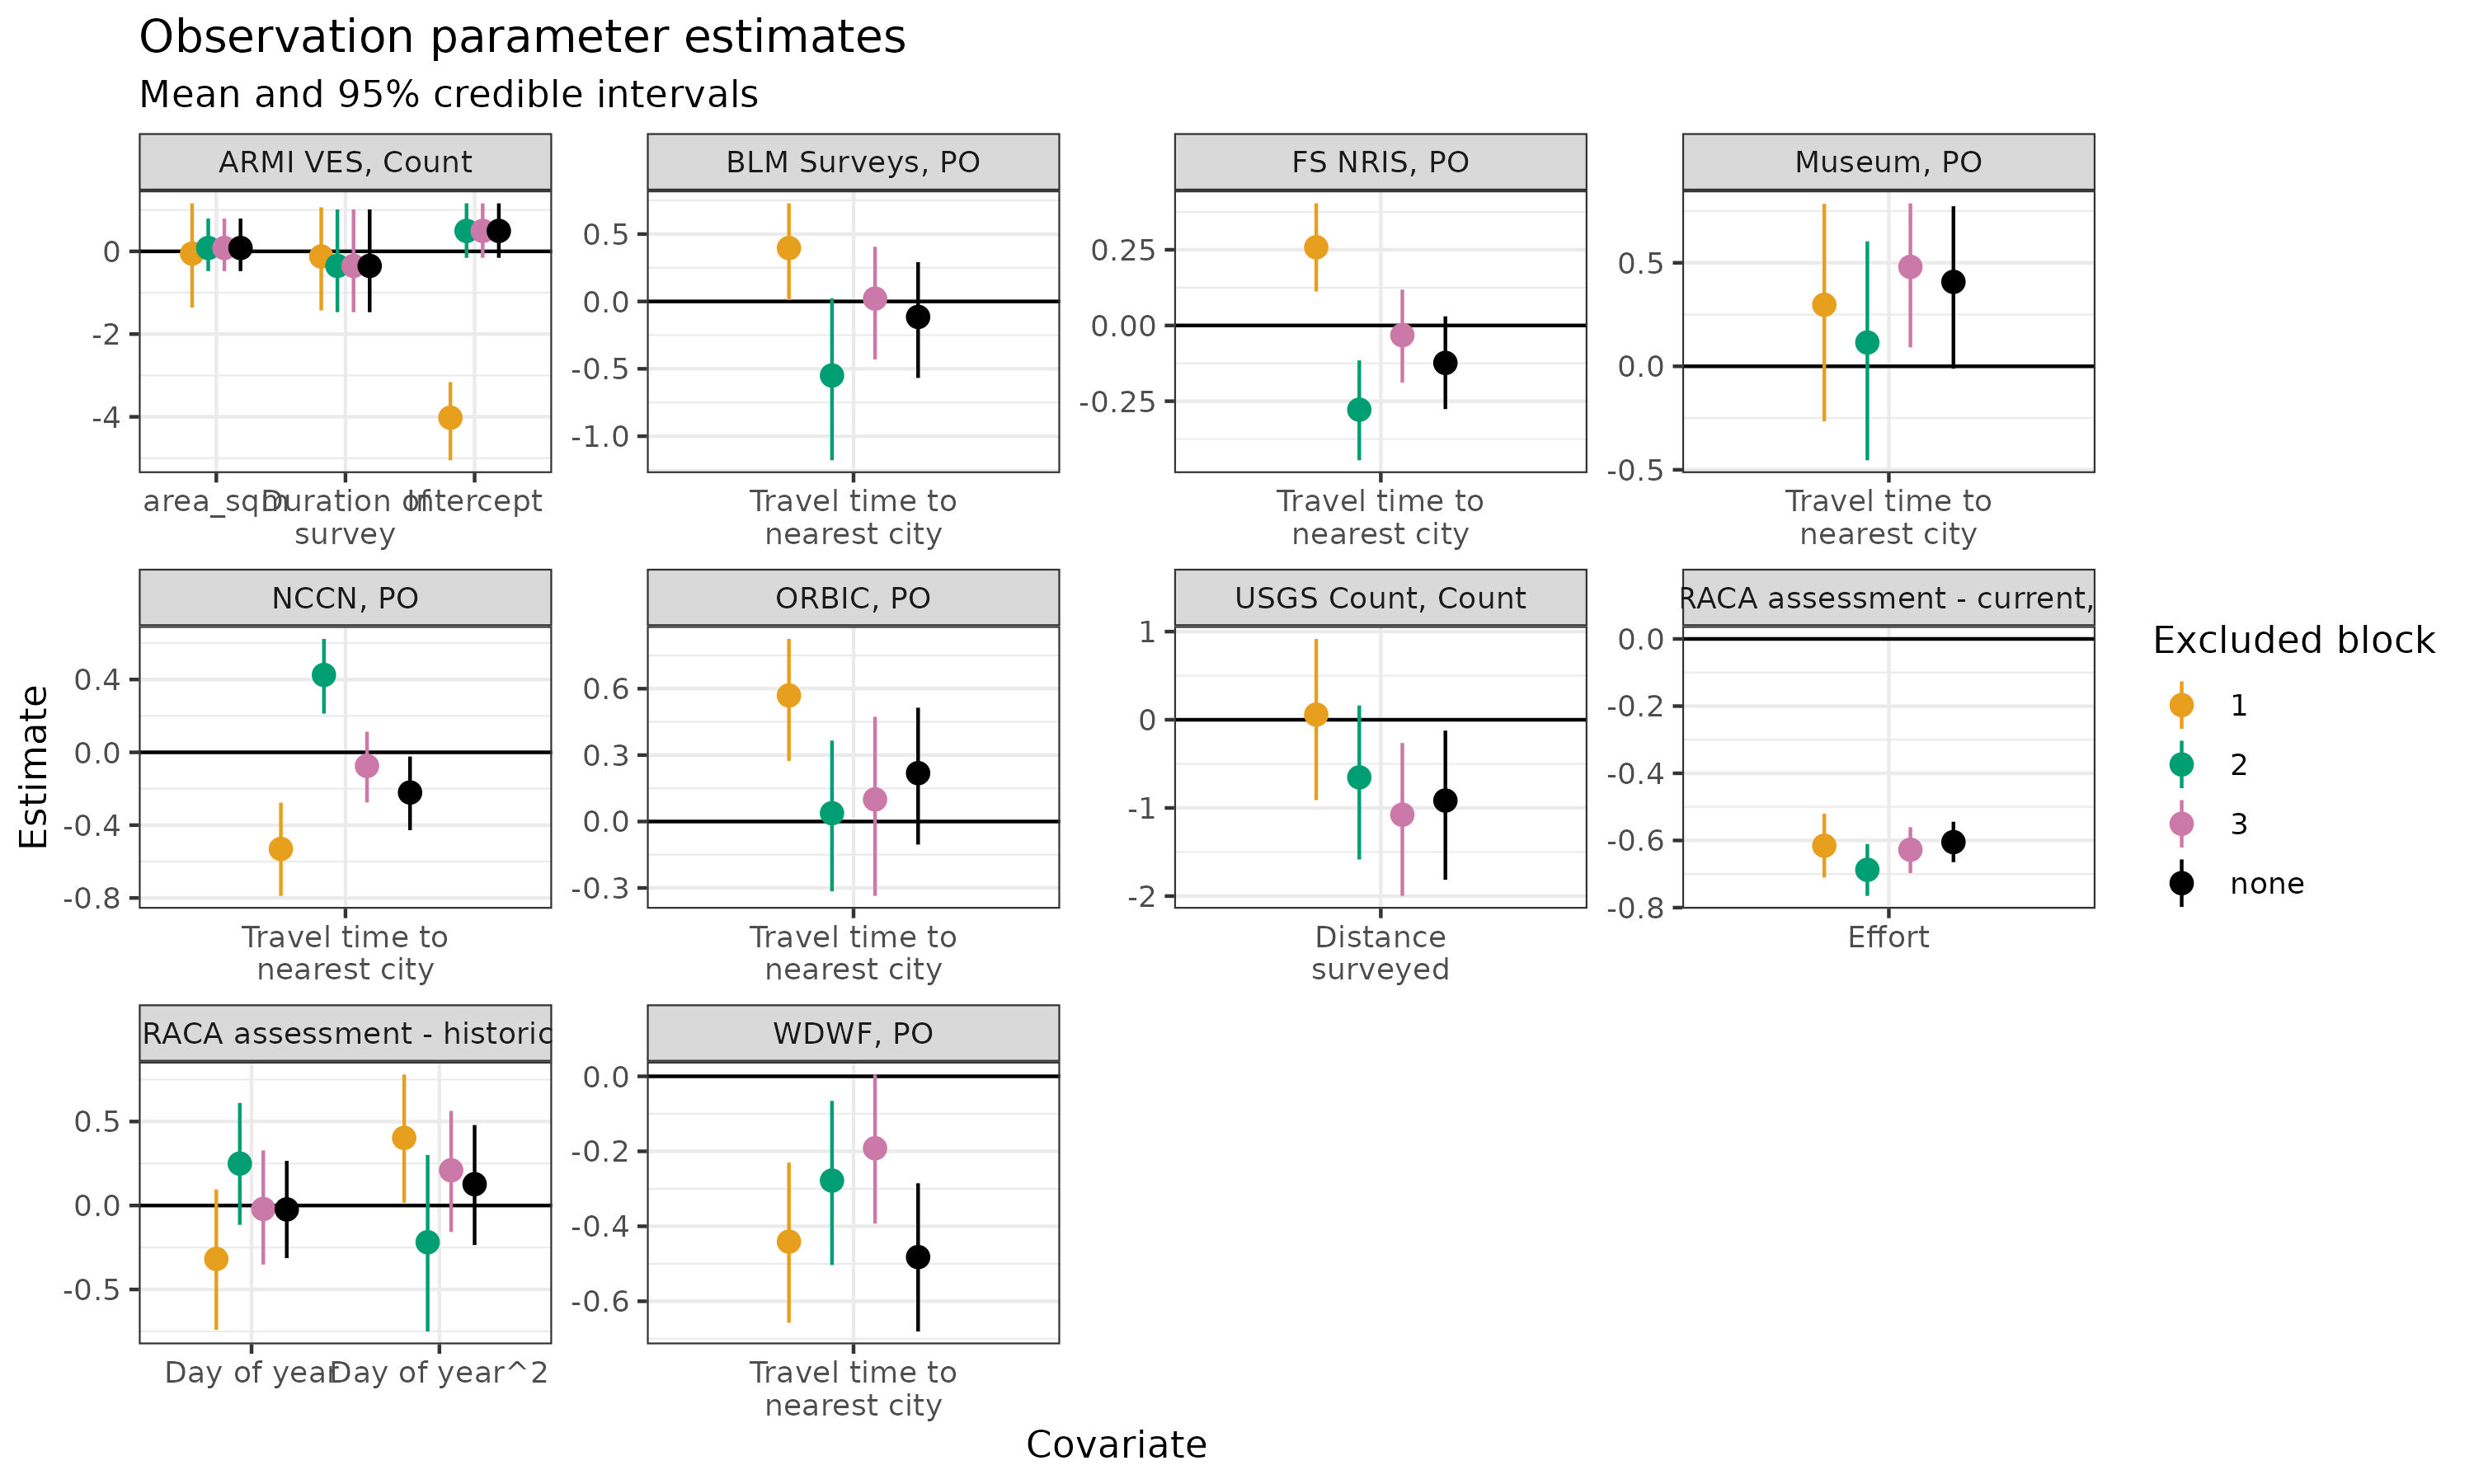 Observation parameter estimates
Mean and 95% credible intervals
ARMI VES, Count
BLM Surveys, PO
FS NRIS, PO
Museum, PO
0
-2
-4
0.5
0.0
-0.5
-1.0
0.25
0.00
-0.25
0.5
0.0
-0.5
area_sqm
Duration of
survey
Intercept
Travel time to
nearest city
Travel time to
nearest city
Travel time to
nearest city
NCCN, PO
ORBIC, PO
USGS Count, Count
RACA assessment - current,
Estimate
0.4
0.0
-0.4
-0.8
0.6
0.3
0.0
-0.3
1
0
-1
-2
0.0
-0.2
-0.4
-0.6
-0.8
Travel time to
nearest city
Travel time to
nearest city
Distance
surveyed
Effort
Excluded block
1
2
3
none
RACA assessment - historic
WDWF, PO
0.5
0.0
-0.5
0.0
-0.2
-0.4
-0.6
Day of year
Day of year^2
Travel time to
nearest city
Covariate